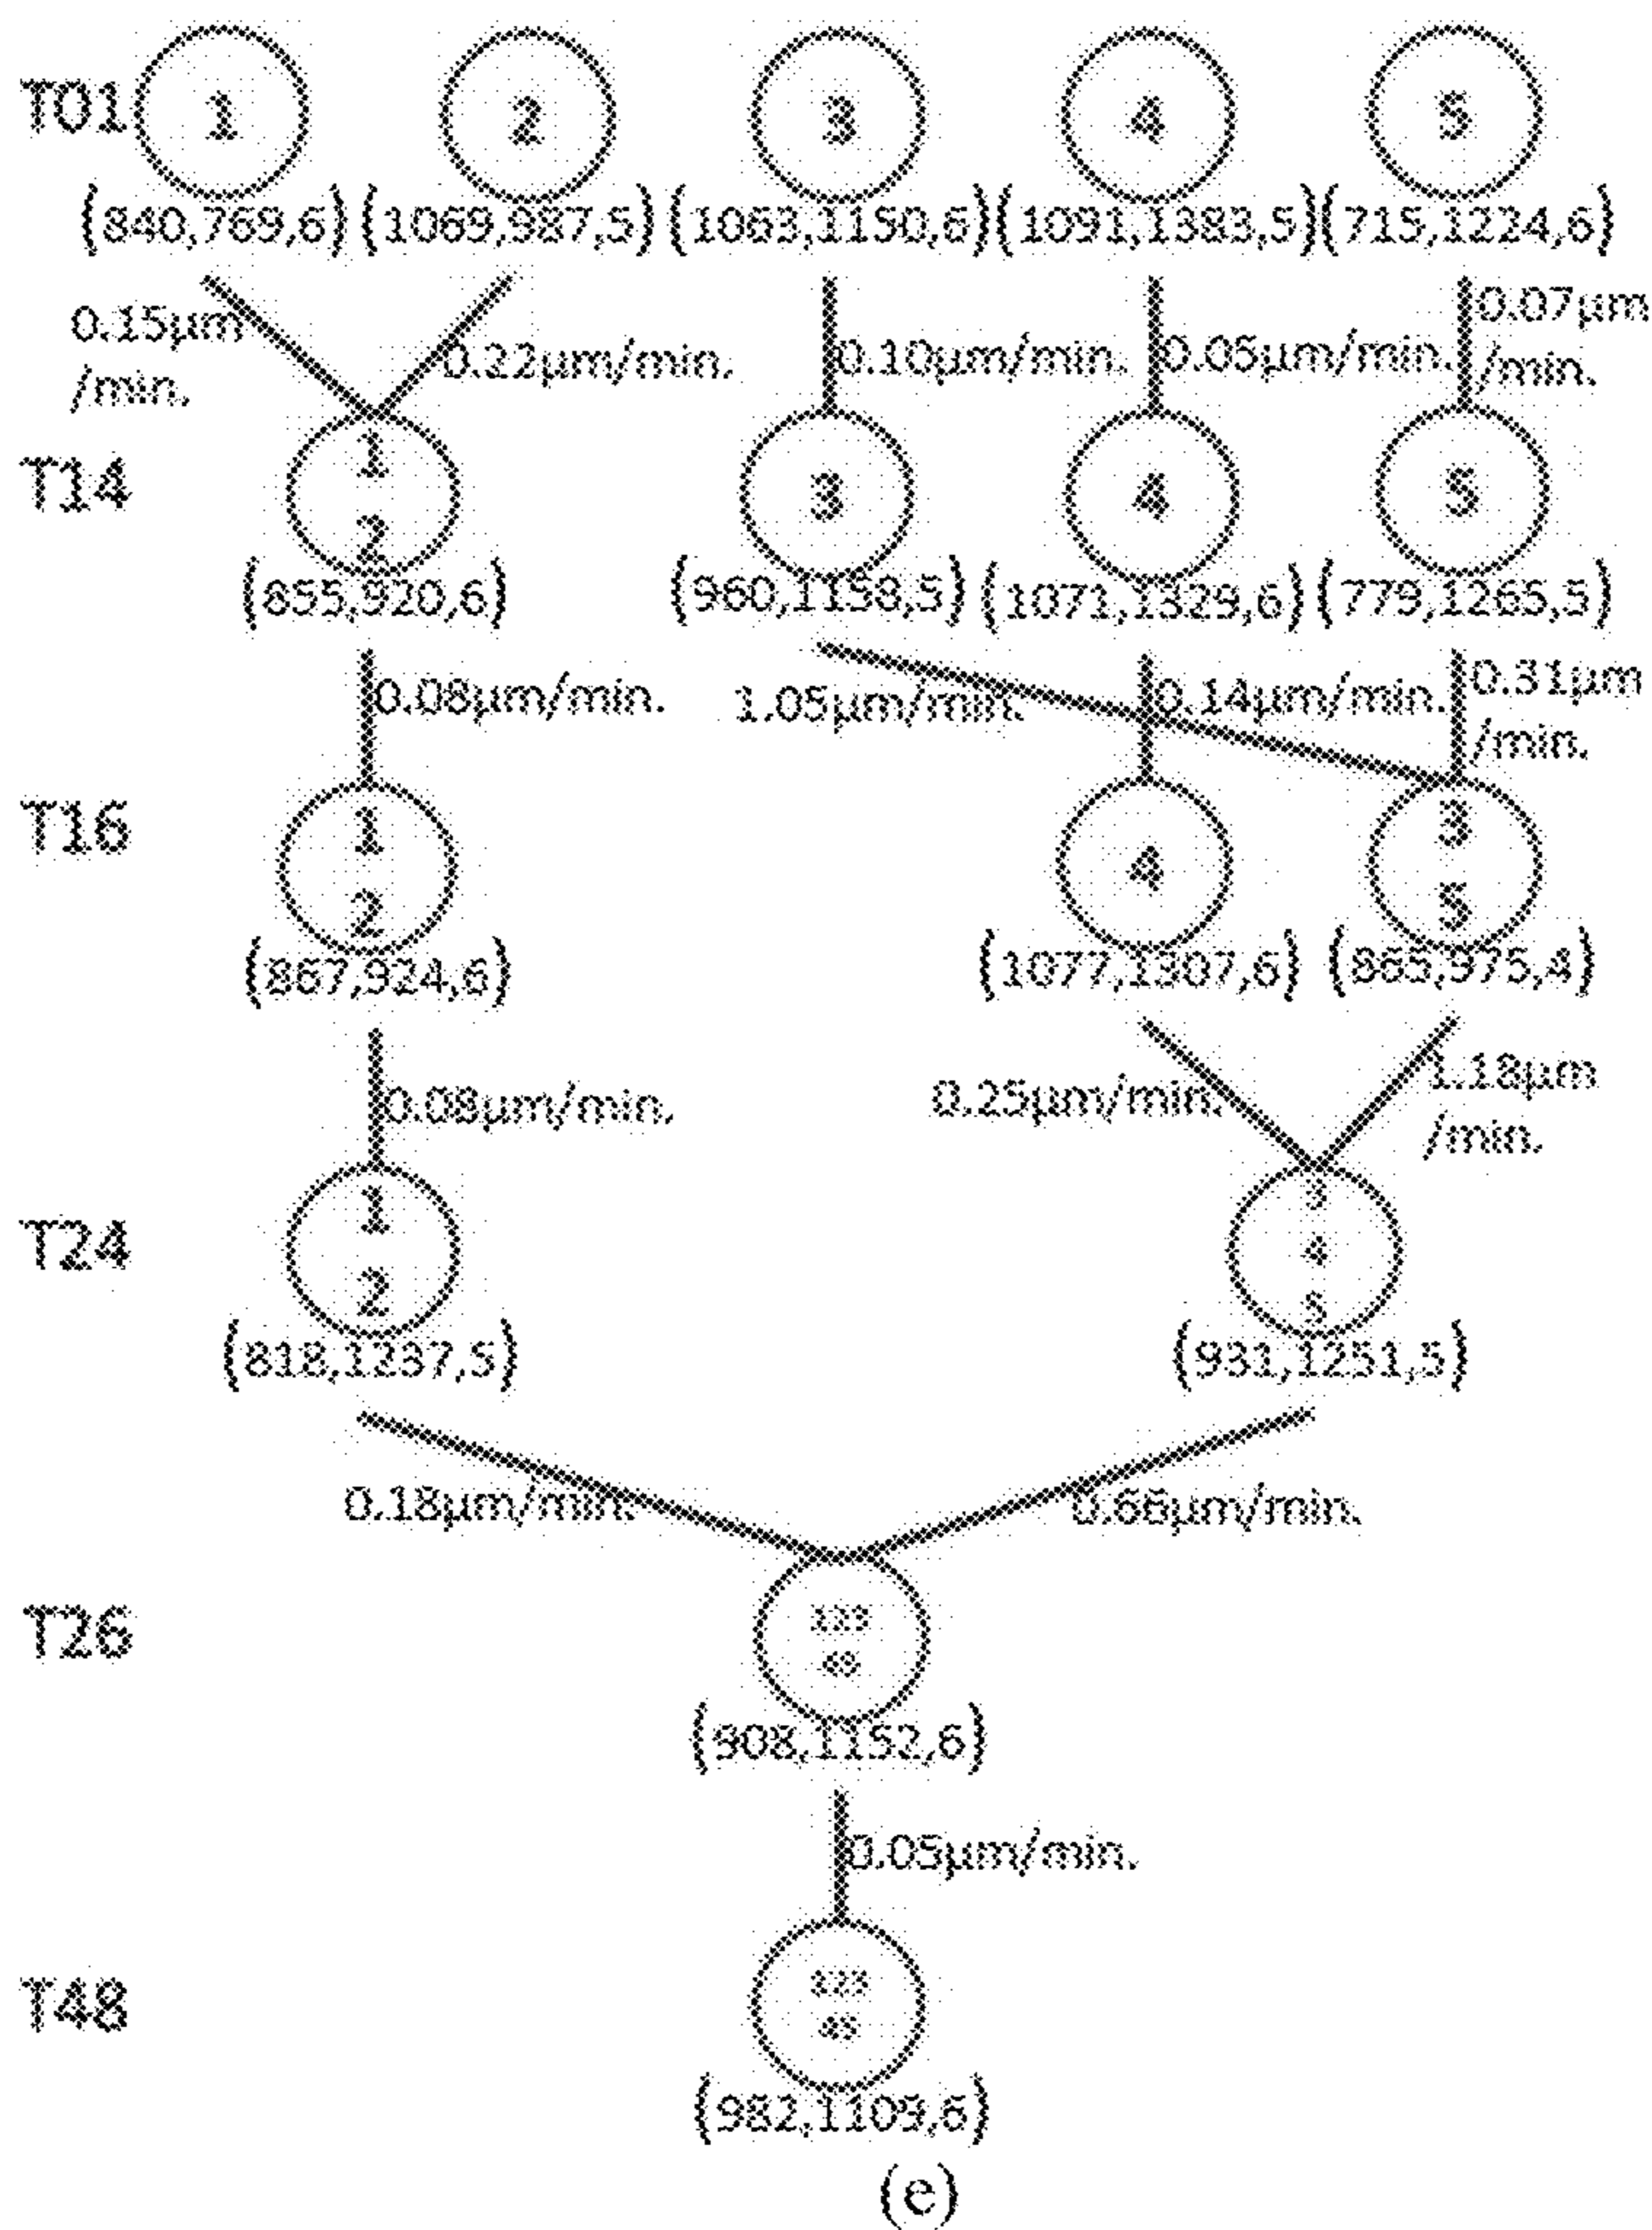 T01 1 2 3 4 5
(840,769,6) (1069,987,5) (1063,1150,6) (1091,1383,5) (715,1224,6)
0.15μm /min. 0.22μm/min. 0.10μm/min. 0.05μm/min. 0.07μm /min.
T14 1 2 3 4 5
(855,920,6) (960,1158,5) (1071,1329,6) (779,1265,5)
0.08μm/min. 1.05μm/min. 0.14μm/min. 0.31μm /min.
T16 1 2 4 3 5
(867,924,6) (1077,1307,6) (865,975,4)
0.08μm/min. 0.25μm/min. 1.18μm /min.
T24 1 2 3 4 5
(818,1237,5) (931,1251,5)
0.18μm/min. 0.66μm/min.
T26 123 45
(908,1152,6)
0.05μm/min.
T48 123 45
(982,1109,6)
(e)